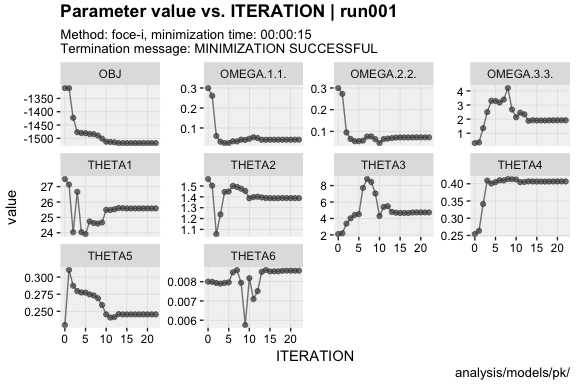 Parameter value vs. ITERATION | run001
Method: foce-i, minimization time: 00:00:15
Termination message: MINIMIZATION SUCCESSFUL
OBJ OMEGA.1.1. OMEGA.2.2. OMEGA.3.3.
-1350 0.3 0.3 4
-1400 0.2 0.2 3
-1450 0.1 0.1 2
-1500 1
THETA1 THETA2 THETA3 THETA4
27 1.5 8 0.40
26 1.4 6 0.35
25 1.3 4 0.30
24 1.2 2 0.25
1.1
0 5 10 15 20 0 5 10 15 20
THETA5 THETA6
0.300 0.008
0.275 0.007
0.250 0.006
0 5 10 15 20 0 5 10 15 20
value
ITERATION
analysis/models/pk/